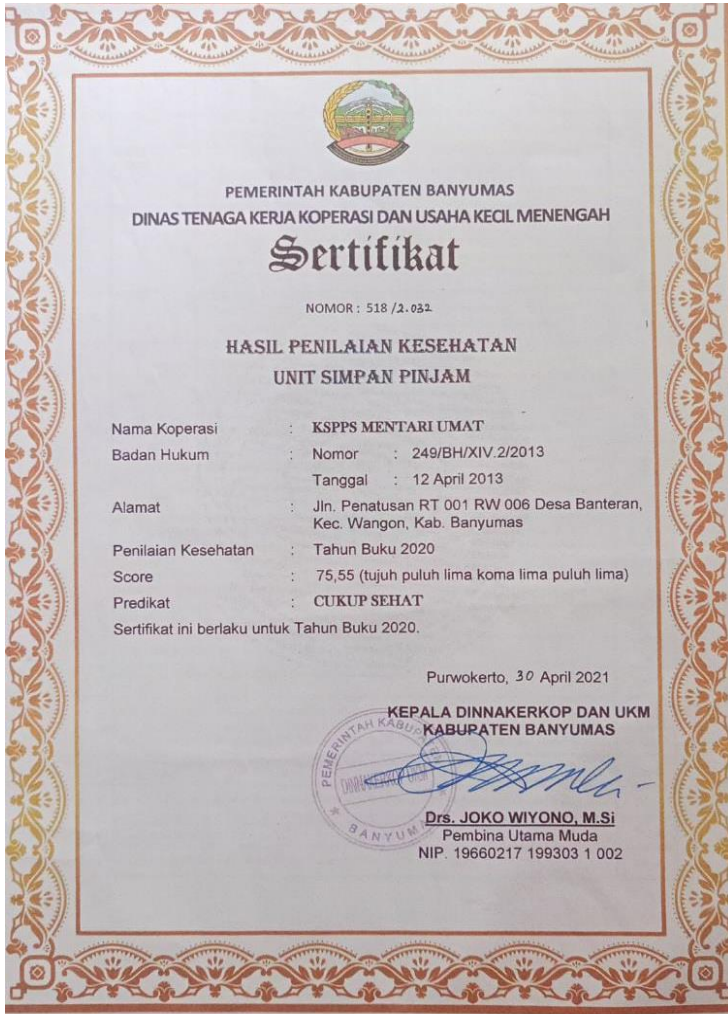 PEMERINTAH KABUPATEN BANYUMAS
DINAS TENAGA KERJA KOPERASI DAN USAHA KECIL MENENGAH
Sertifikat
NOMOR : 518 /2.032
HASIL PENILAIAN KESEHATAN
UNIT SIMPAN PINJAM
Nama Koperasi : KSPPS MENTARI UMAT
Badan Hukum : Nomor : 249/BH/XIV.2/2013
Tanggal : 12 April 2013
Alamat : Jln. Penatusan RT 001 RW 006 Desa Banteran,
Kec. Wangon, Kab. Banyumas
Penilaian Kesehatan : Tahun Buku 2020
Score : 75,55 (tujuh puluh lima koma lima puluh lima)
Predikat : CUKUP SEHAT
Sertifikat ini berlaku untuk Tahun Buku 2020.
Purwokerto, 30 April 2021
KEPALA DINNAKERKOP DAN UKM
KABUPATEN BANYUMAS
PEMERINTAH KABUPATEN
BANYUMAS
Drs. JOKO WIYONO, M.Si
Pembina Utama Muda
NIP. 19660217 199303 1 002